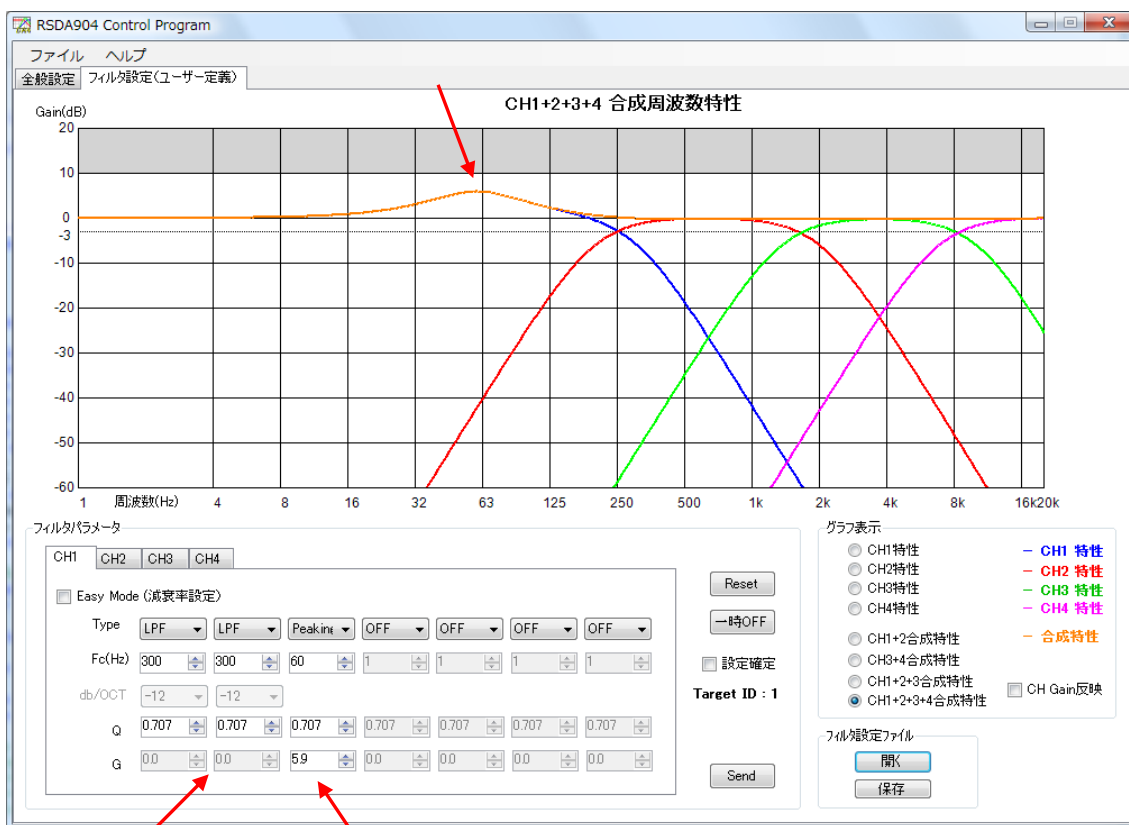 RSDA904 Control Program
ファイル ヘルプ
全般設定 フィルタ設定(ユーザー定義)
CH1+2+3+4 合成周波数特性
Gain(dB)
20
10
0
-3
-10
-20
-30
-40
-50
-60
1 周波数(Hz) 4 8 16 32 63 125 250 500 1k 2k 4k 8k 16k20k
フィルタパラメータ
CH1 CH2 CH3 CH4
Easy Mode (減衰率設定)
Type LPF LPF Peaking OFF OFF OFF OFF
Fc(Hz) 300 300 60 1 1 1 1
db/OCT -12 -12
Q 0.707 0.707 0.707 0.707 0.707 0.707 0.707
G 0.0 0.0 5.9 0.0 0.0 0.0 0.0
Reset
一時OFF
設定確定
Target ID : 1
Send
グラフ表示
CH1特性 - CH1 特性
CH2特性 - CH2 特性
CH3特性 - CH3 特性
CH4特性 - CH4 特性
CH1+2合成特性 - 合成特性
CH3+4合成特性
CH1+2+3合成特性
CH1+2+3+4合成特性
CH Gain反映
フィルタ設定ファイル
開く
保存